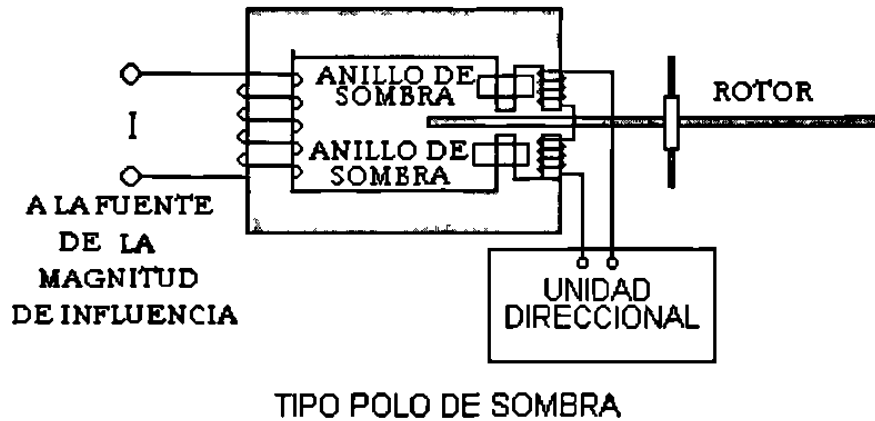 ANILLO DE
SOMBRA
ROTOR
I
ANILLO DE
SOMBRA
A LA FUENTE
DE LA
MAGNITUD
DE INFLUENCIA
UNIDAD
DIRECCIONAL
TIPO POLO DE SOMBRA